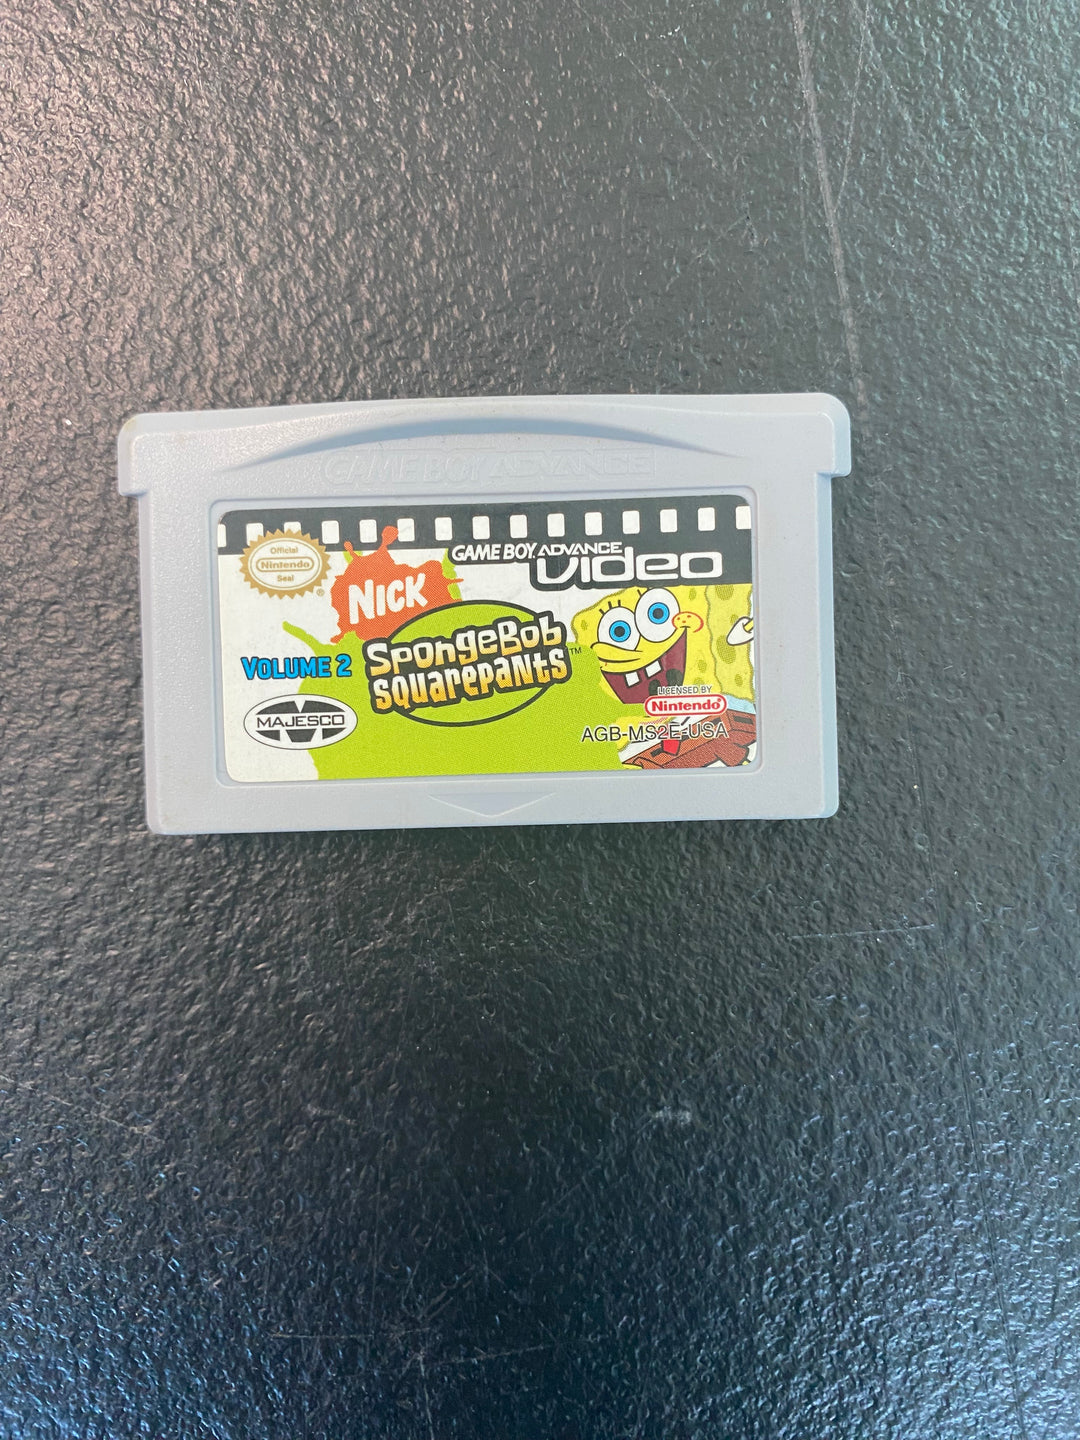 GAME BOY ADVANCE
Official
Nintendo
Seal
®
GAME BOY ADVANCE
Video
NICK
SPONGEBOB
SQUAREPANTS
™
VOLUME 2
MAJESCO
LICENSED BY
Nintendo
AGB-MS2E-USA